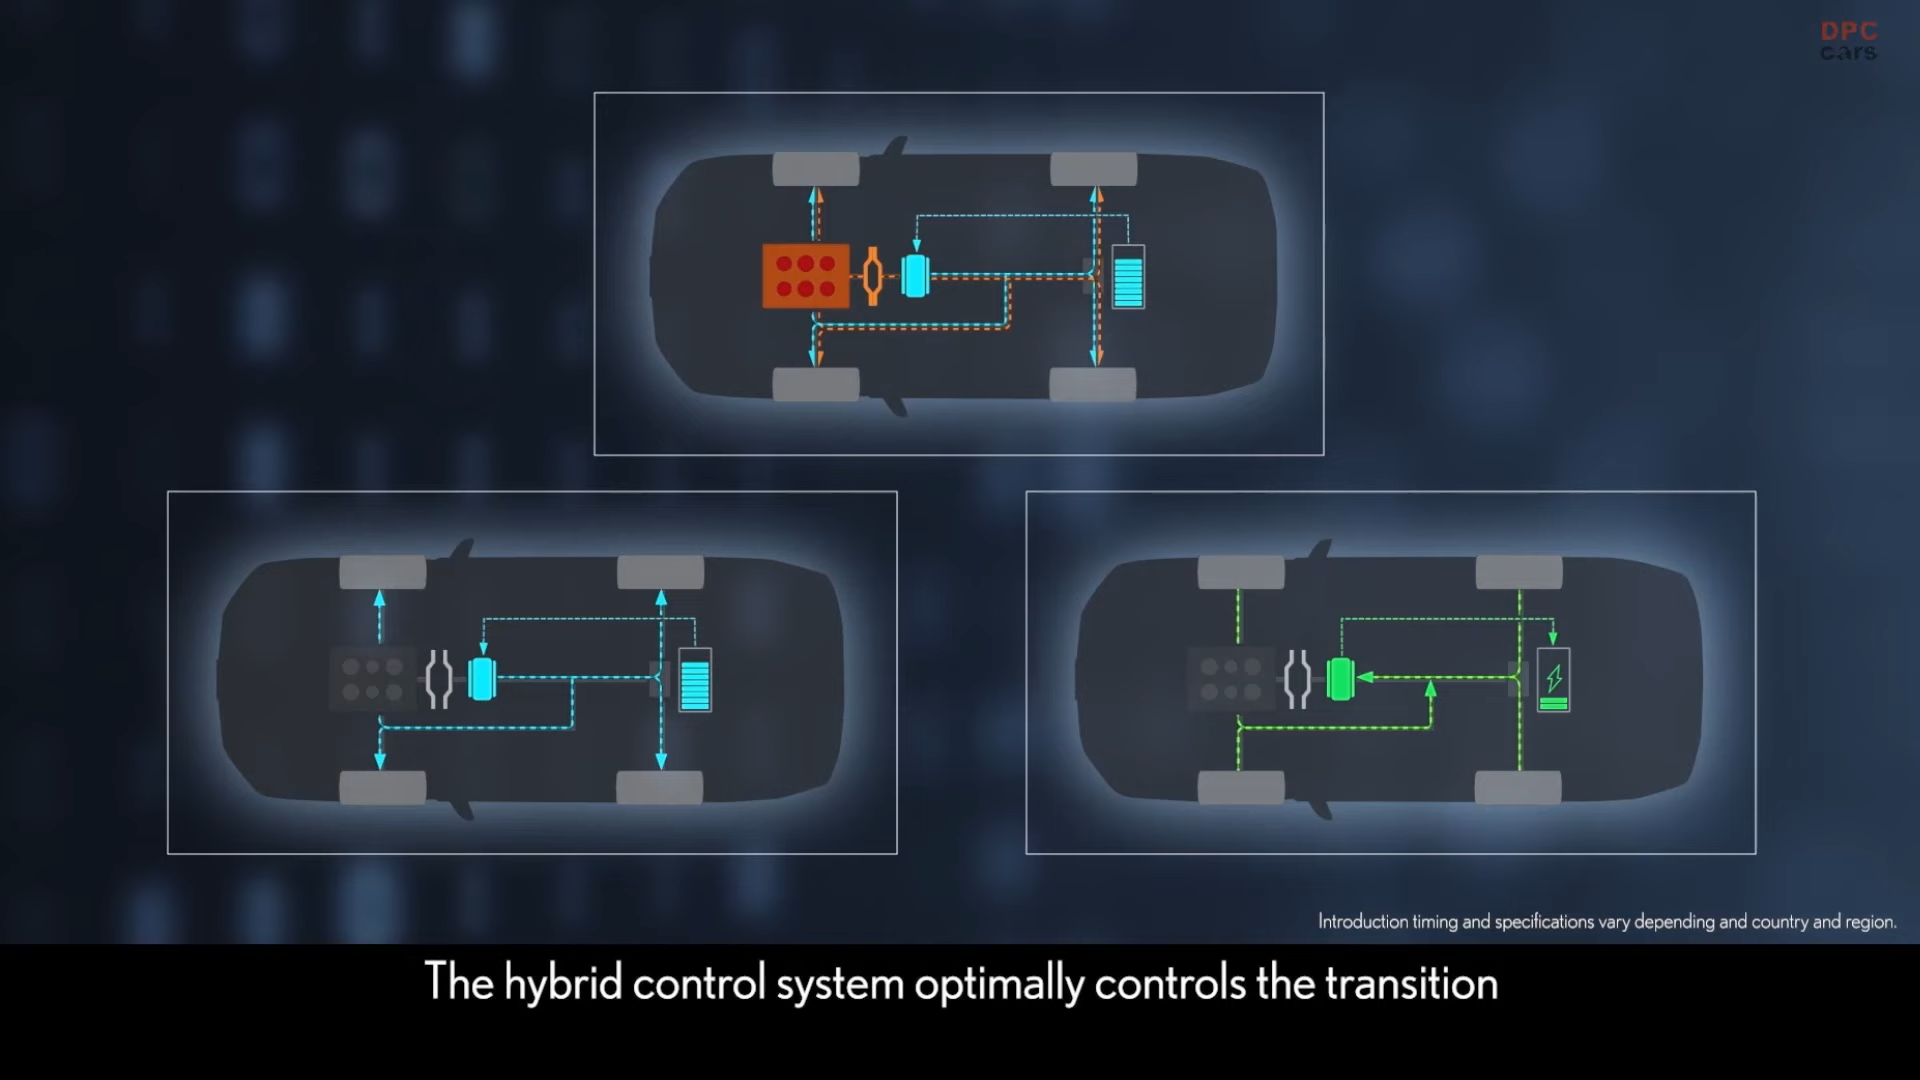 DPC
cars
Introduction timing and specifications vary depending and country and region.
The hybrid control system optimally controls the transition